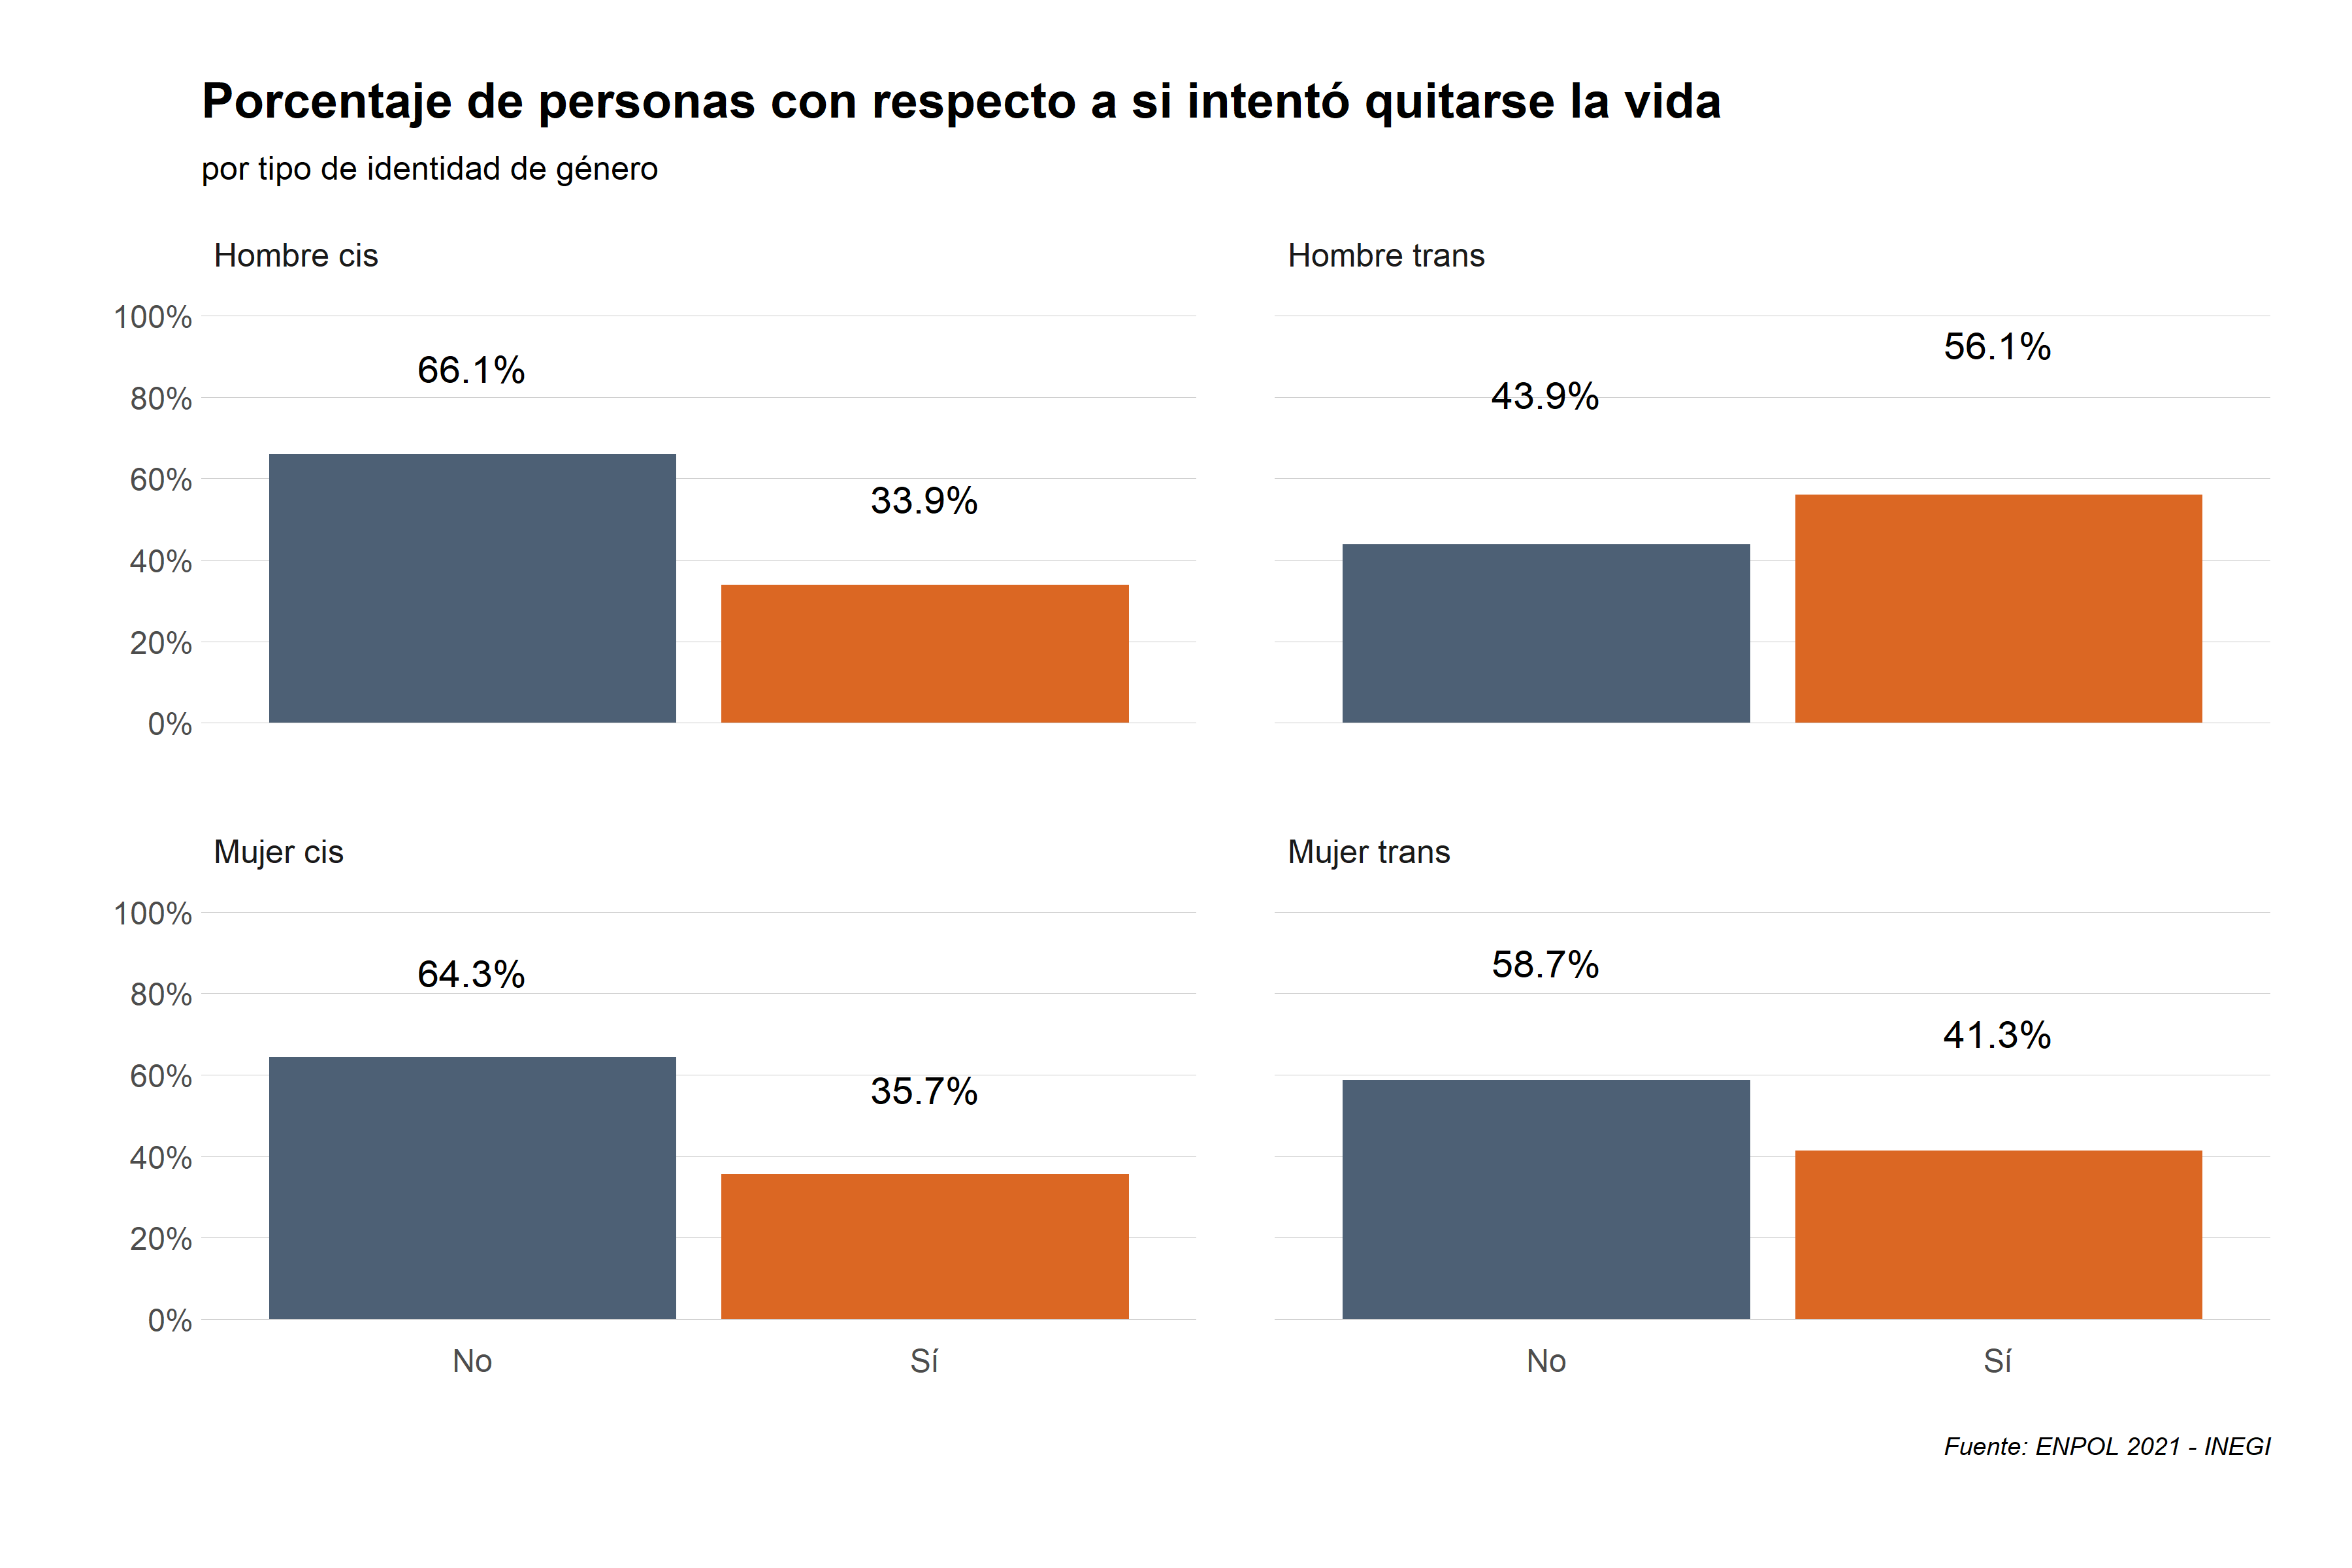 Porcentaje de personas con respecto a si intentó quitarse la vida
por tipo de identidad de género
Hombre cis
Hombre trans
100%
80%
60%
40%
20%
0%
66.1%
33.9%
43.9%
56.1%
Mujer cis
Mujer trans
100%
80%
60%
40%
20%
0%
64.3%
35.7%
58.7%
41.3%
No
Sí
No
Sí
Fuente: ENPOL 2021 - INEGI